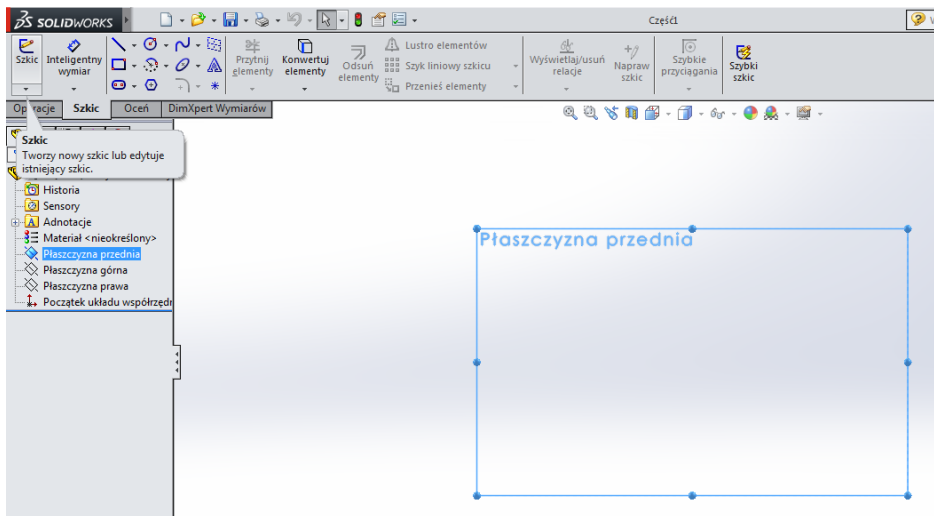 SOLIDWORKS
Część1
Szkic
Inteligentny wymiar
Przytnij elementy
Konwertuj elementy
Odsuń elementy
Lustro elementów
Szyk liniowy szkicu
Przenieś elementy
Wyświetlaj/usuń relacje
Napraw szkic
Szybkie przyciągania
Szybki szkic
Operacje
Szkic
Oceń
DimXpert Wymiarów
Szkic
Tworzy nowy szkic lub edytuje
istniejący szkic.
Historia
Sensory
Adnotacje
Materiał <nieokreślony>
Płaszczyzna przednia
Płaszczyzna górna
Płaszczyzna prawa
Początek układu
Płaszczyzna przednia